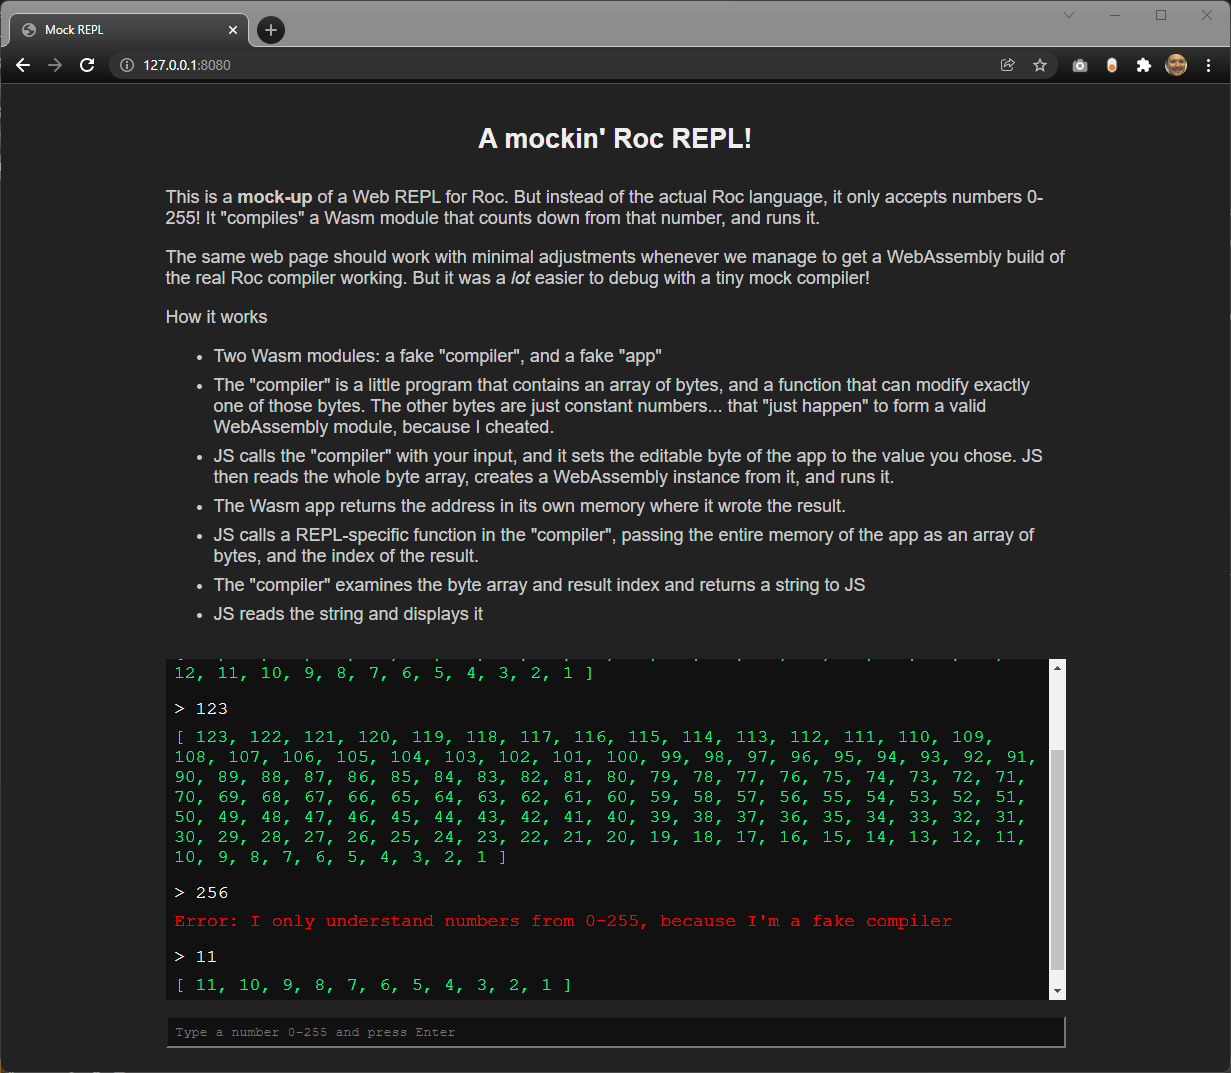 Mock REPL
127.0.0.1:8080
A mockin' Roc REPL!
This is a mock-up of a Web REPL for Roc. But instead of the actual Roc language, it only accepts numbers 0-
255! It "compiles" a Wasm module that counts down from that number, and runs it.
The same web page should work with minimal adjustments whenever we manage to get a WebAssembly build of
the real Roc compiler working. But it was a lot easier to debug with a tiny mock compiler!
How it works
• Two Wasm modules: a fake "compiler", and a fake "app"
• The "compiler" is a little program that contains an array of bytes, and a function that can modify exactly
one of those bytes. The other bytes are just constant numbers... that "just happen" to form a valid
WebAssembly module, because I cheated.
• JS calls the "compiler" with your input, and it sets the editable byte of the app to the value you chose. JS
then reads the whole byte array, creates a WebAssembly instance from it, and runs it.
• The Wasm app returns the address in its own memory where it wrote the result.
• JS calls a REPL-specific function in the "compiler", passing the entire memory of the app as an array of
bytes, and the index of the result.
• The "compiler" examines the byte array and result index and returns a string to JS
• JS reads the string and displays it
12, 11, 10, 9, 8, 7, 6, 5, 4, 3, 2, 1 ]
> 123
[ 123, 122, 121, 120, 119, 118, 117, 116, 115, 114, 113, 112, 111, 110, 109,
108, 107, 106, 105, 104, 103, 102, 101, 100, 99, 98, 97, 96, 95, 94, 93, 92, 91,
90, 89, 88, 87, 86, 85, 84, 83, 82, 81, 80, 79, 78, 77, 76, 75, 74, 73, 72, 71,
70, 69, 68, 67, 66, 65, 64, 63, 62, 61, 60, 59, 58, 57, 56, 55, 54, 53, 52, 51,
50, 49, 48, 47, 46, 45, 44, 43, 42, 41, 40, 39, 38, 37, 36, 35, 34, 33, 32, 31,
30, 29, 28, 27, 26, 25, 24, 23, 22, 21, 20, 19, 18, 17, 16, 15, 14, 13, 12, 11,
10, 9, 8, 7, 6, 5, 4, 3, 2, 1 ]
> 256
Error: I only understand numbers from 0-255, because I'm a fake compiler
> 11
[ 11, 10, 9, 8, 7, 6, 5, 4, 3, 2, 1 ]
Type a number 0-255 and press Enter